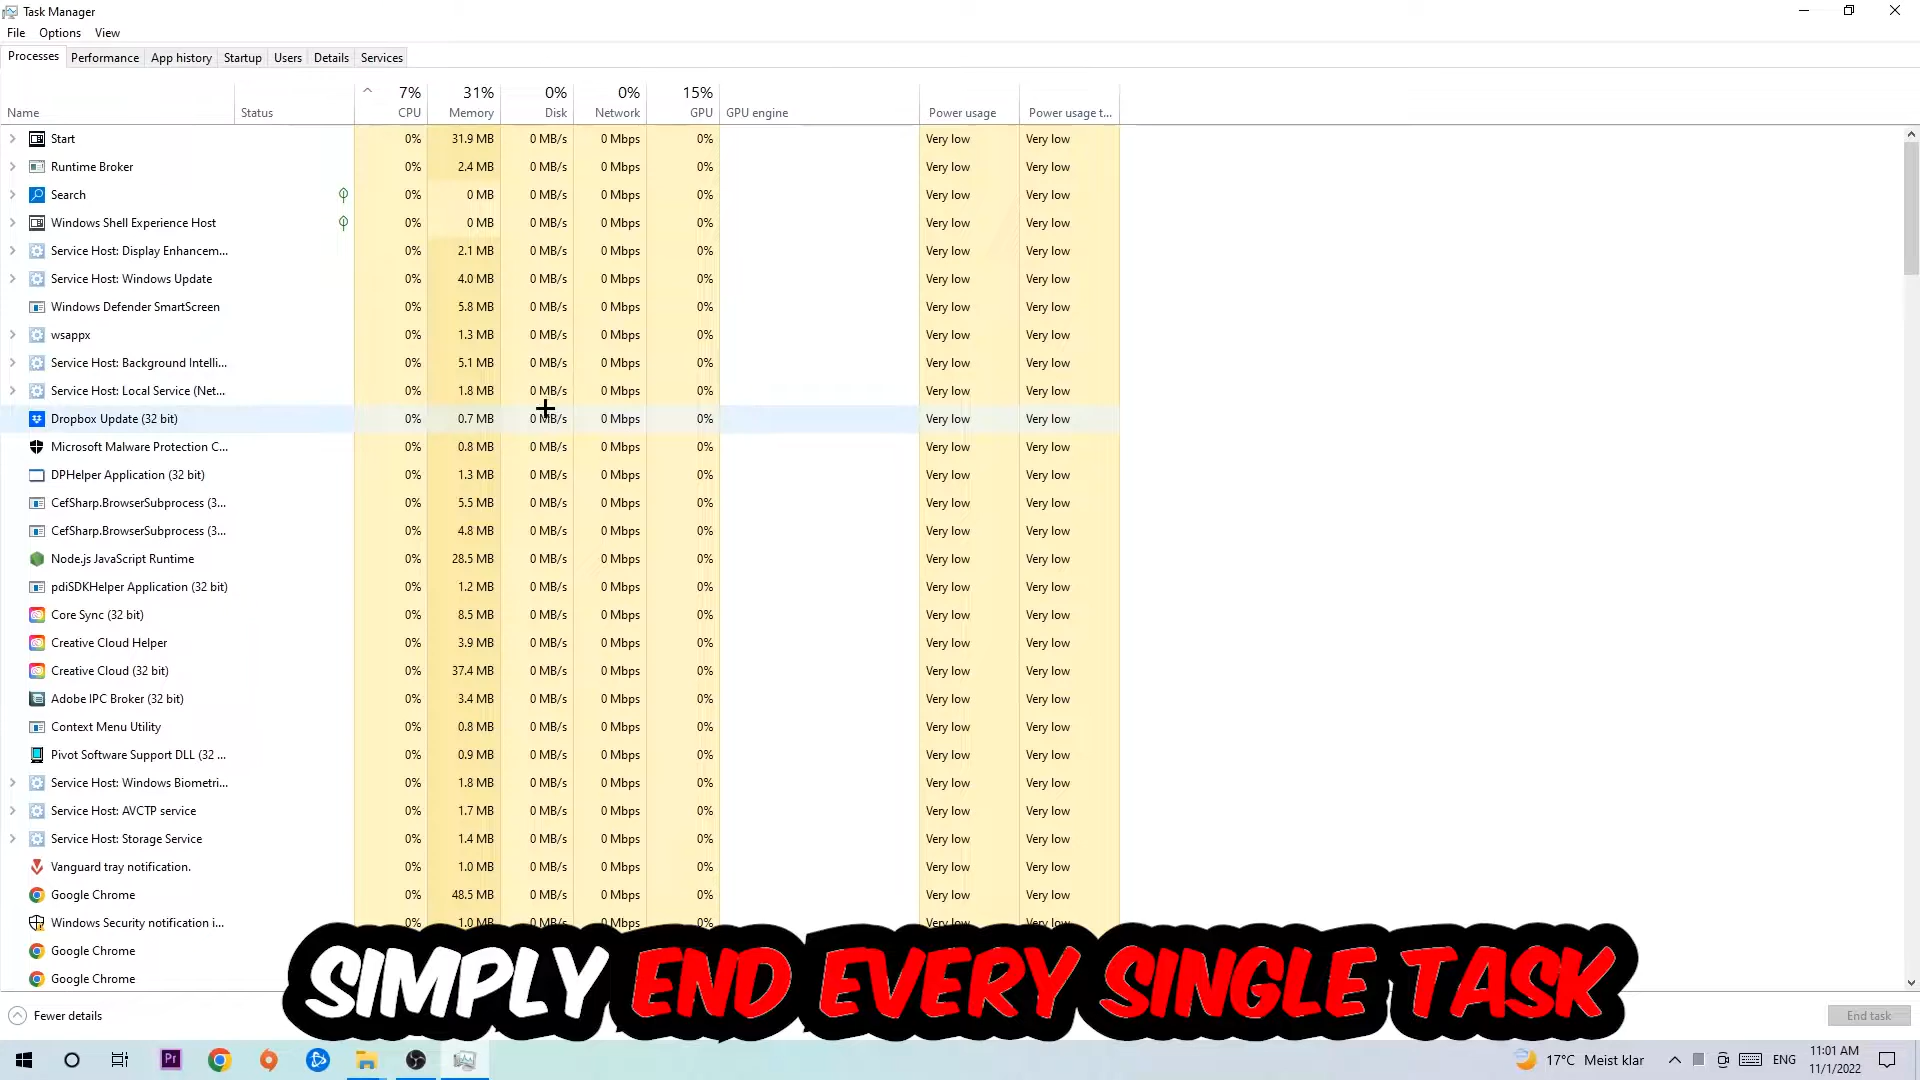 Task Manager
File Options View
Processes Performance App history Startup Users Details Services
7% 31% 0% 0% 15%
Name Status CPU Memory Disk Network GPU GPU engine Power usage Power usage t...
Start 0% 31.9 MB 0 MB/s 0 Mbps 0% Very low Very low
Runtime Broker 0% 2.4 MB 0 MB/s 0 Mbps 0% Very low Very low
Search 0% 0 MB 0 MB/s 0 Mbps 0% Very low Very low
Windows Shell Experience Host 0% 0 MB 0 MB/s 0 Mbps 0% Very low Very low
Service Host: Display Enhancem... 0% 2.1 MB 0 MB/s 0 Mbps 0% Very low Very low
Service Host: Windows Update 0% 4.0 MB 0 MB/s 0 Mbps 0% Very low Very low
Windows Defender SmartScreen 0% 5.8 MB 0 MB/s 0 Mbps 0% Very low Very low
wsappx 0% 1.3 MB 0 MB/s 0 Mbps 0% Very low Very low
Service Host: Background Intelli... 0% 5.1 MB 0 MB/s 0 Mbps 0% Very low Very low
Service Host: Local Service (Net... 0% 1.8 MB 0 MB/s 0 Mbps 0% Very low Very low
Dropbox Update (32 bit) 0% 0.7 MB 0 MB/s 0 Mbps 0% Very low Very low
Microsoft Malware Protection C... 0% 0.8 MB 0 MB/s 0 Mbps 0% Very low Very low
DPHelper Application (32 bit) 0% 1.3 MB 0 MB/s 0 Mbps 0% Very low Very low
CefSharp.BrowserSubprocess (3... 0% 5.5 MB 0 MB/s 0 Mbps 0% Very low Very low
CefSharp.BrowserSubprocess (3... 0% 4.8 MB 0 MB/s 0 Mbps 0% Very low Very low
Node.js JavaScript Runtime 0% 28.5 MB 0 MB/s 0 Mbps 0% Very low Very low
pdiSDKHelper Application (32 bit) 0% 1.2 MB 0 MB/s 0 Mbps 0% Very low Very low
Core Sync (32 bit) 0% 8.5 MB 0 MB/s 0 Mbps 0% Very low Very low
Creative Cloud Helper 0% 3.9 MB 0 MB/s 0 Mbps 0% Very low Very low
Creative Cloud (32 bit) 0% 37.4 MB 0 MB/s 0 Mbps 0% Very low Very low
Adobe IPC Broker (32 bit) 0% 3.4 MB 0 MB/s 0 Mbps 0% Very low Very low
Context Menu Utility 0% 0.8 MB 0 MB/s 0 Mbps 0% Very low Very low
Pivot Software Support DLL (32 ... 0% 0.9 MB 0 MB/s 0 Mbps 0% Very low Very low
Service Host: Windows Biometri... 0% 1.8 MB 0 MB/s 0 Mbps 0% Very low Very low
Service Host: AVCTP service 0% 1.7 MB 0 MB/s 0 Mbps 0% Very low Very low
Service Host: Storage Service 0% 1.4 MB 0 MB/s 0 Mbps 0% Very low Very low
Vanguard tray notification. 0% 1.0 MB 0 MB/s 0 Mbps 0% Very low Very low
Google Chrome 0% 48.5 MB 0 MB/s 0 Mbps 0% Very low Very low
Windows Security notification i... 0% 1.0 MB 0 MB/s 0 Mbps 0% Very low Very low
Google Chrome
Google Chrome
SIMPLY END EVERY SINGLE TASK
Fewer details End task
Pr 17°C Meist klar ENG 11:01 AM
11/1/2022